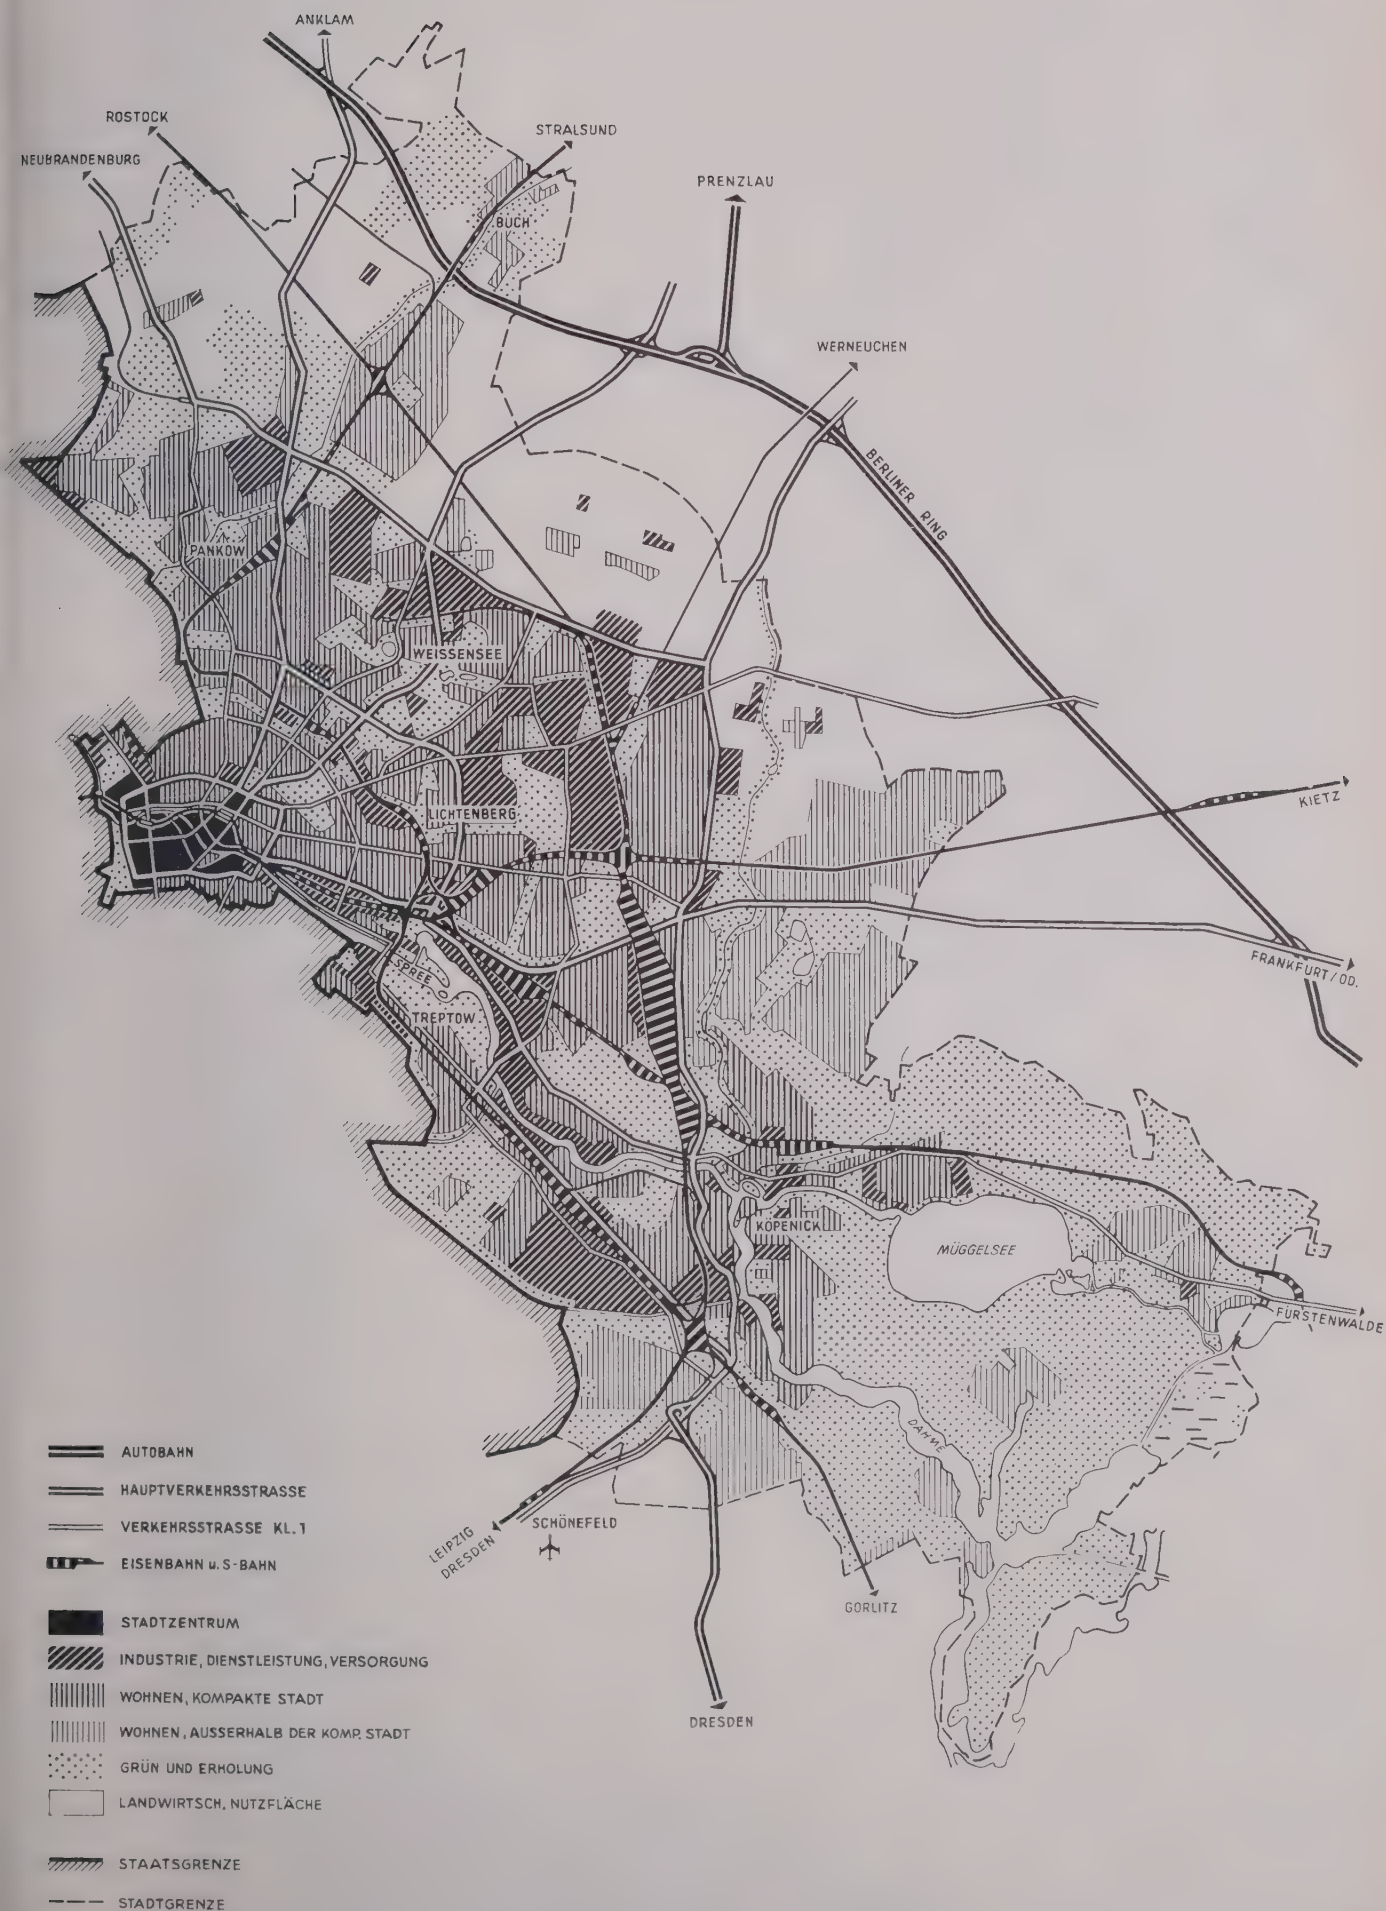 ANKLAM
ROSTOCK
STRALSUND
NEUBRANDENBURG
PRENZLAU
BUCH
WERNEUCHEN
BERLINER RING
PANKOW
WEISSENSEE
KIETZ
LICHTENBERG
FRANKFURT/OD.
SPREE
TREPTOW
KÖPENICK
MÜGGELSEE
FÜRSTENWALDE
DAHME
LEIPZIG
DRESDEN
SCHÖNEFELD
GÖRLITZ
DRESDEN
AUTOBAHN
HAUPTVERKEHRSSTRASSE
VERKEHRSSTRASSE KL.1
EISENBAHN u. S-BAHN
STADTZENTRUM
INDUSTRIE, DIENSTLEISTUNG, VERSORGUNG
WOHNEN, KOMPAKTE STADT
WOHNEN, AUSSERHALB DER KOMP. STADT
GRÜN UND ERHOLUNG
LANDWIRTSCH. NUTZFLÄCHE
STAATSGRENZE
STADTGRENZE